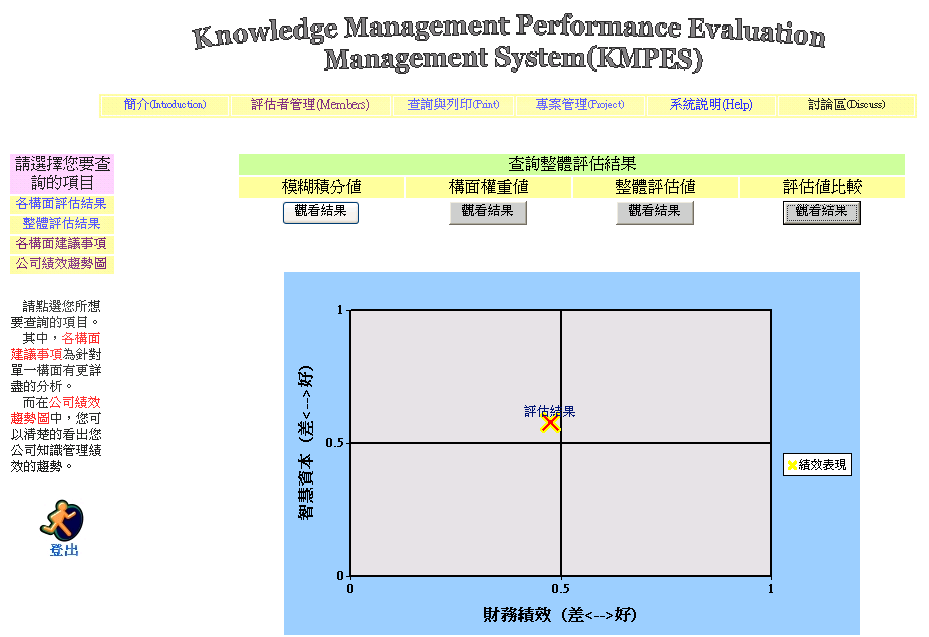 Knowledge Management Performance Evaluation
Management System(KMPES)
簡介(Introduction) 評估者管理(Members) 查詢與列印(Print) 專案管理(Project) 系統說明(Help) 討論區(Discuss)
請選擇您要查
詢的項目
各構面評估結果
整體評估結果
各構面建議事項
公司績效趨勢圖
請點選您所想
要查詢的項目。
其中，各構面
建議事項為針對
單一構面有更詳
盡的分析。
而在公司績效
趨勢圖中，您可
以清楚的看出您
公司知識管理績
效的趨勢。
登出
查詢整體評估結果
模糊積分值 構面權重值 整體評估值 評估值比較
觀看結果 觀看結果 觀看結果 觀看結果
1
評估結果
0.5
智慧資本（差<-->好）
0
0 0.5 1
財務績效（差<-->好）
績效表現